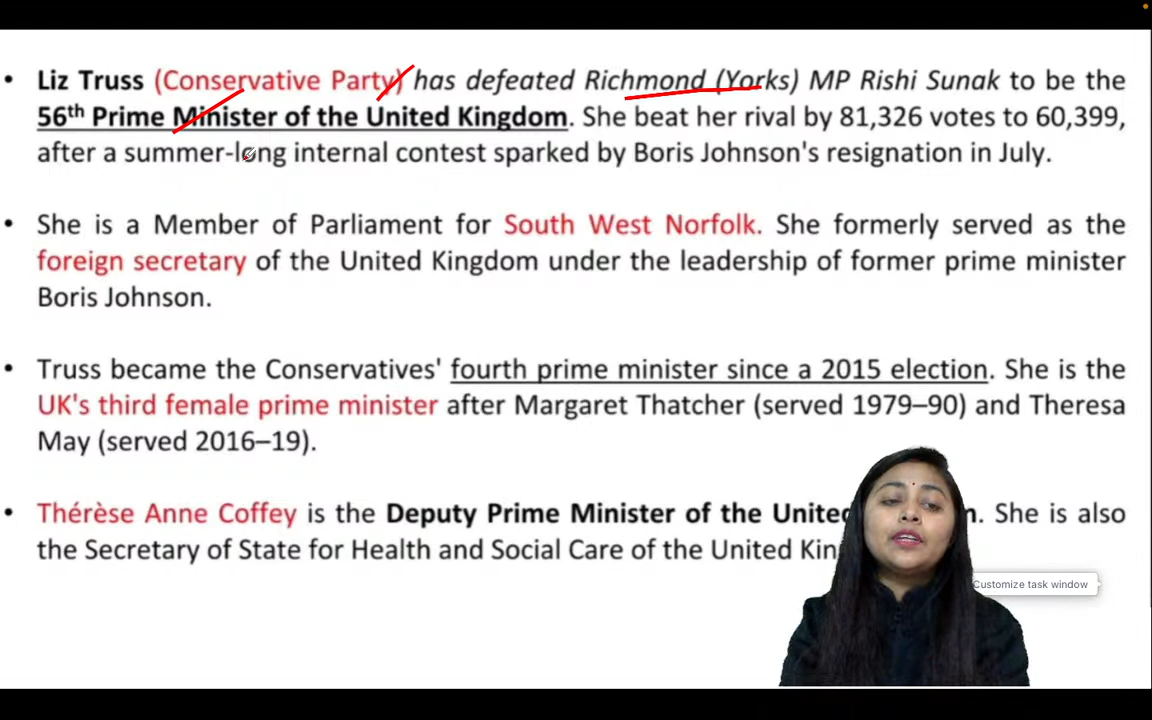 • Liz Truss (Conservative Party) has defeated Richmond (Yorks) MP Rishi Sunak to be the
56th Prime Minister of the United Kingdom. She beat her rival by 81,326 votes to 60,399,
after a summer-long internal contest sparked by Boris Johnson's resignation in July.
• She is a Member of Parliament for South West Norfolk. She formerly served as the
foreign secretary of the United Kingdom under the leadership of former prime minister
Boris Johnson.
• Truss became the Conservatives' fourth prime minister since a 2015 election. She is the
UK's third female prime minister after Margaret Thatcher (served 1979–90) and Theresa
May (served 2016–19).
• Thérèse Anne Coffey is the Deputy Prime Minister of the . She is also
the Secretary of State for Health and Social Care of the United
Customize task window